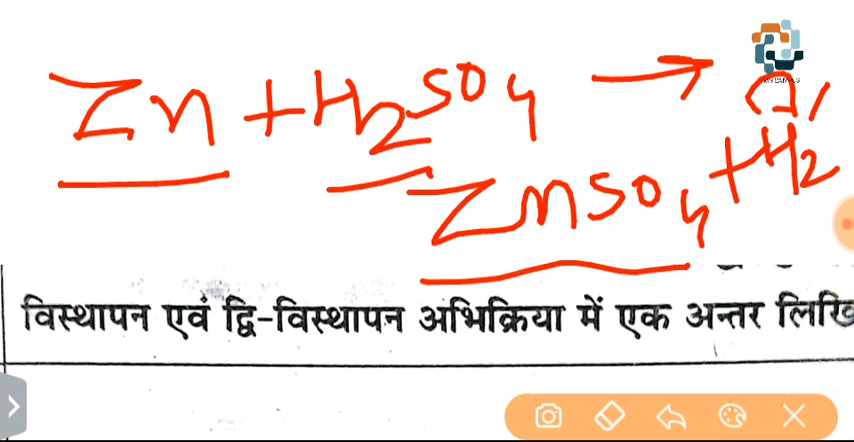 Zn + H₂SO₄ →
ZnSO₄ + H₂
विस्थापन एवं द्वि-विस्थापन अभिक्रिया में एक अन्तर